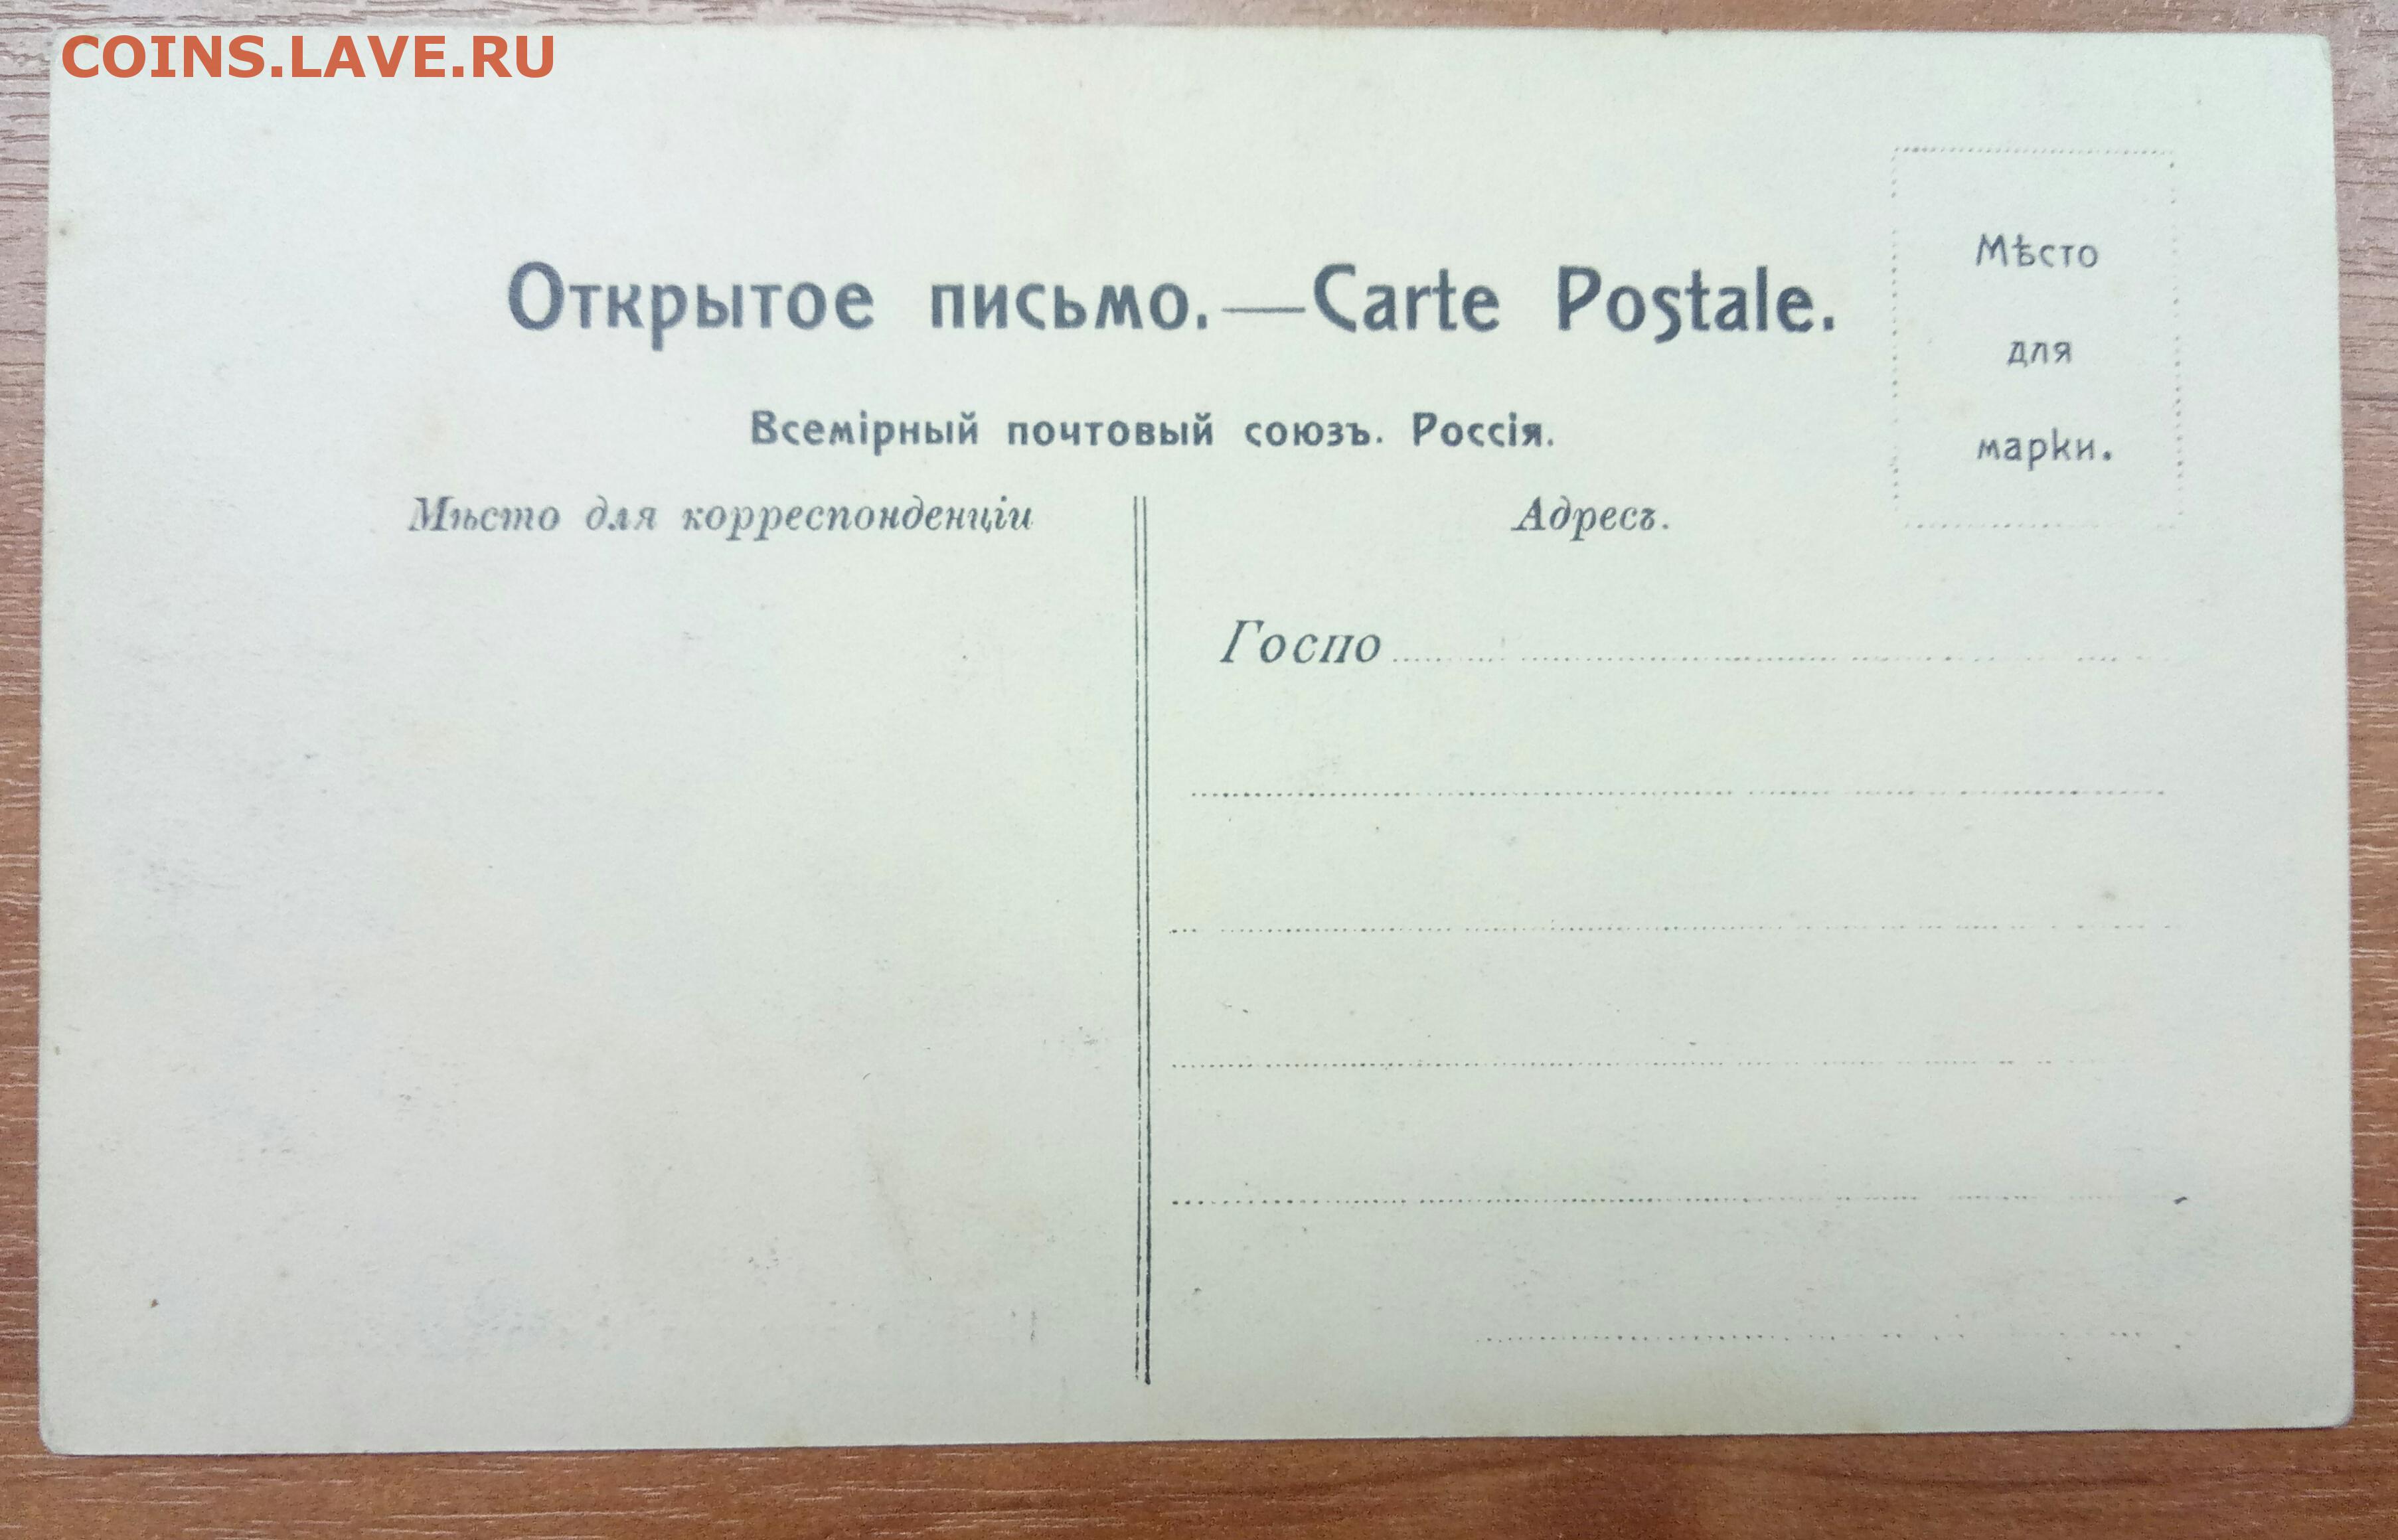 COINS.LAVE.RU
Открытое письмо.—Carte Postale.
Всемірный почтовый союзъ. Россія.
Мѣсто
для
марки.
Мѣсто для корреспонденціи
Адресъ.
Госпо